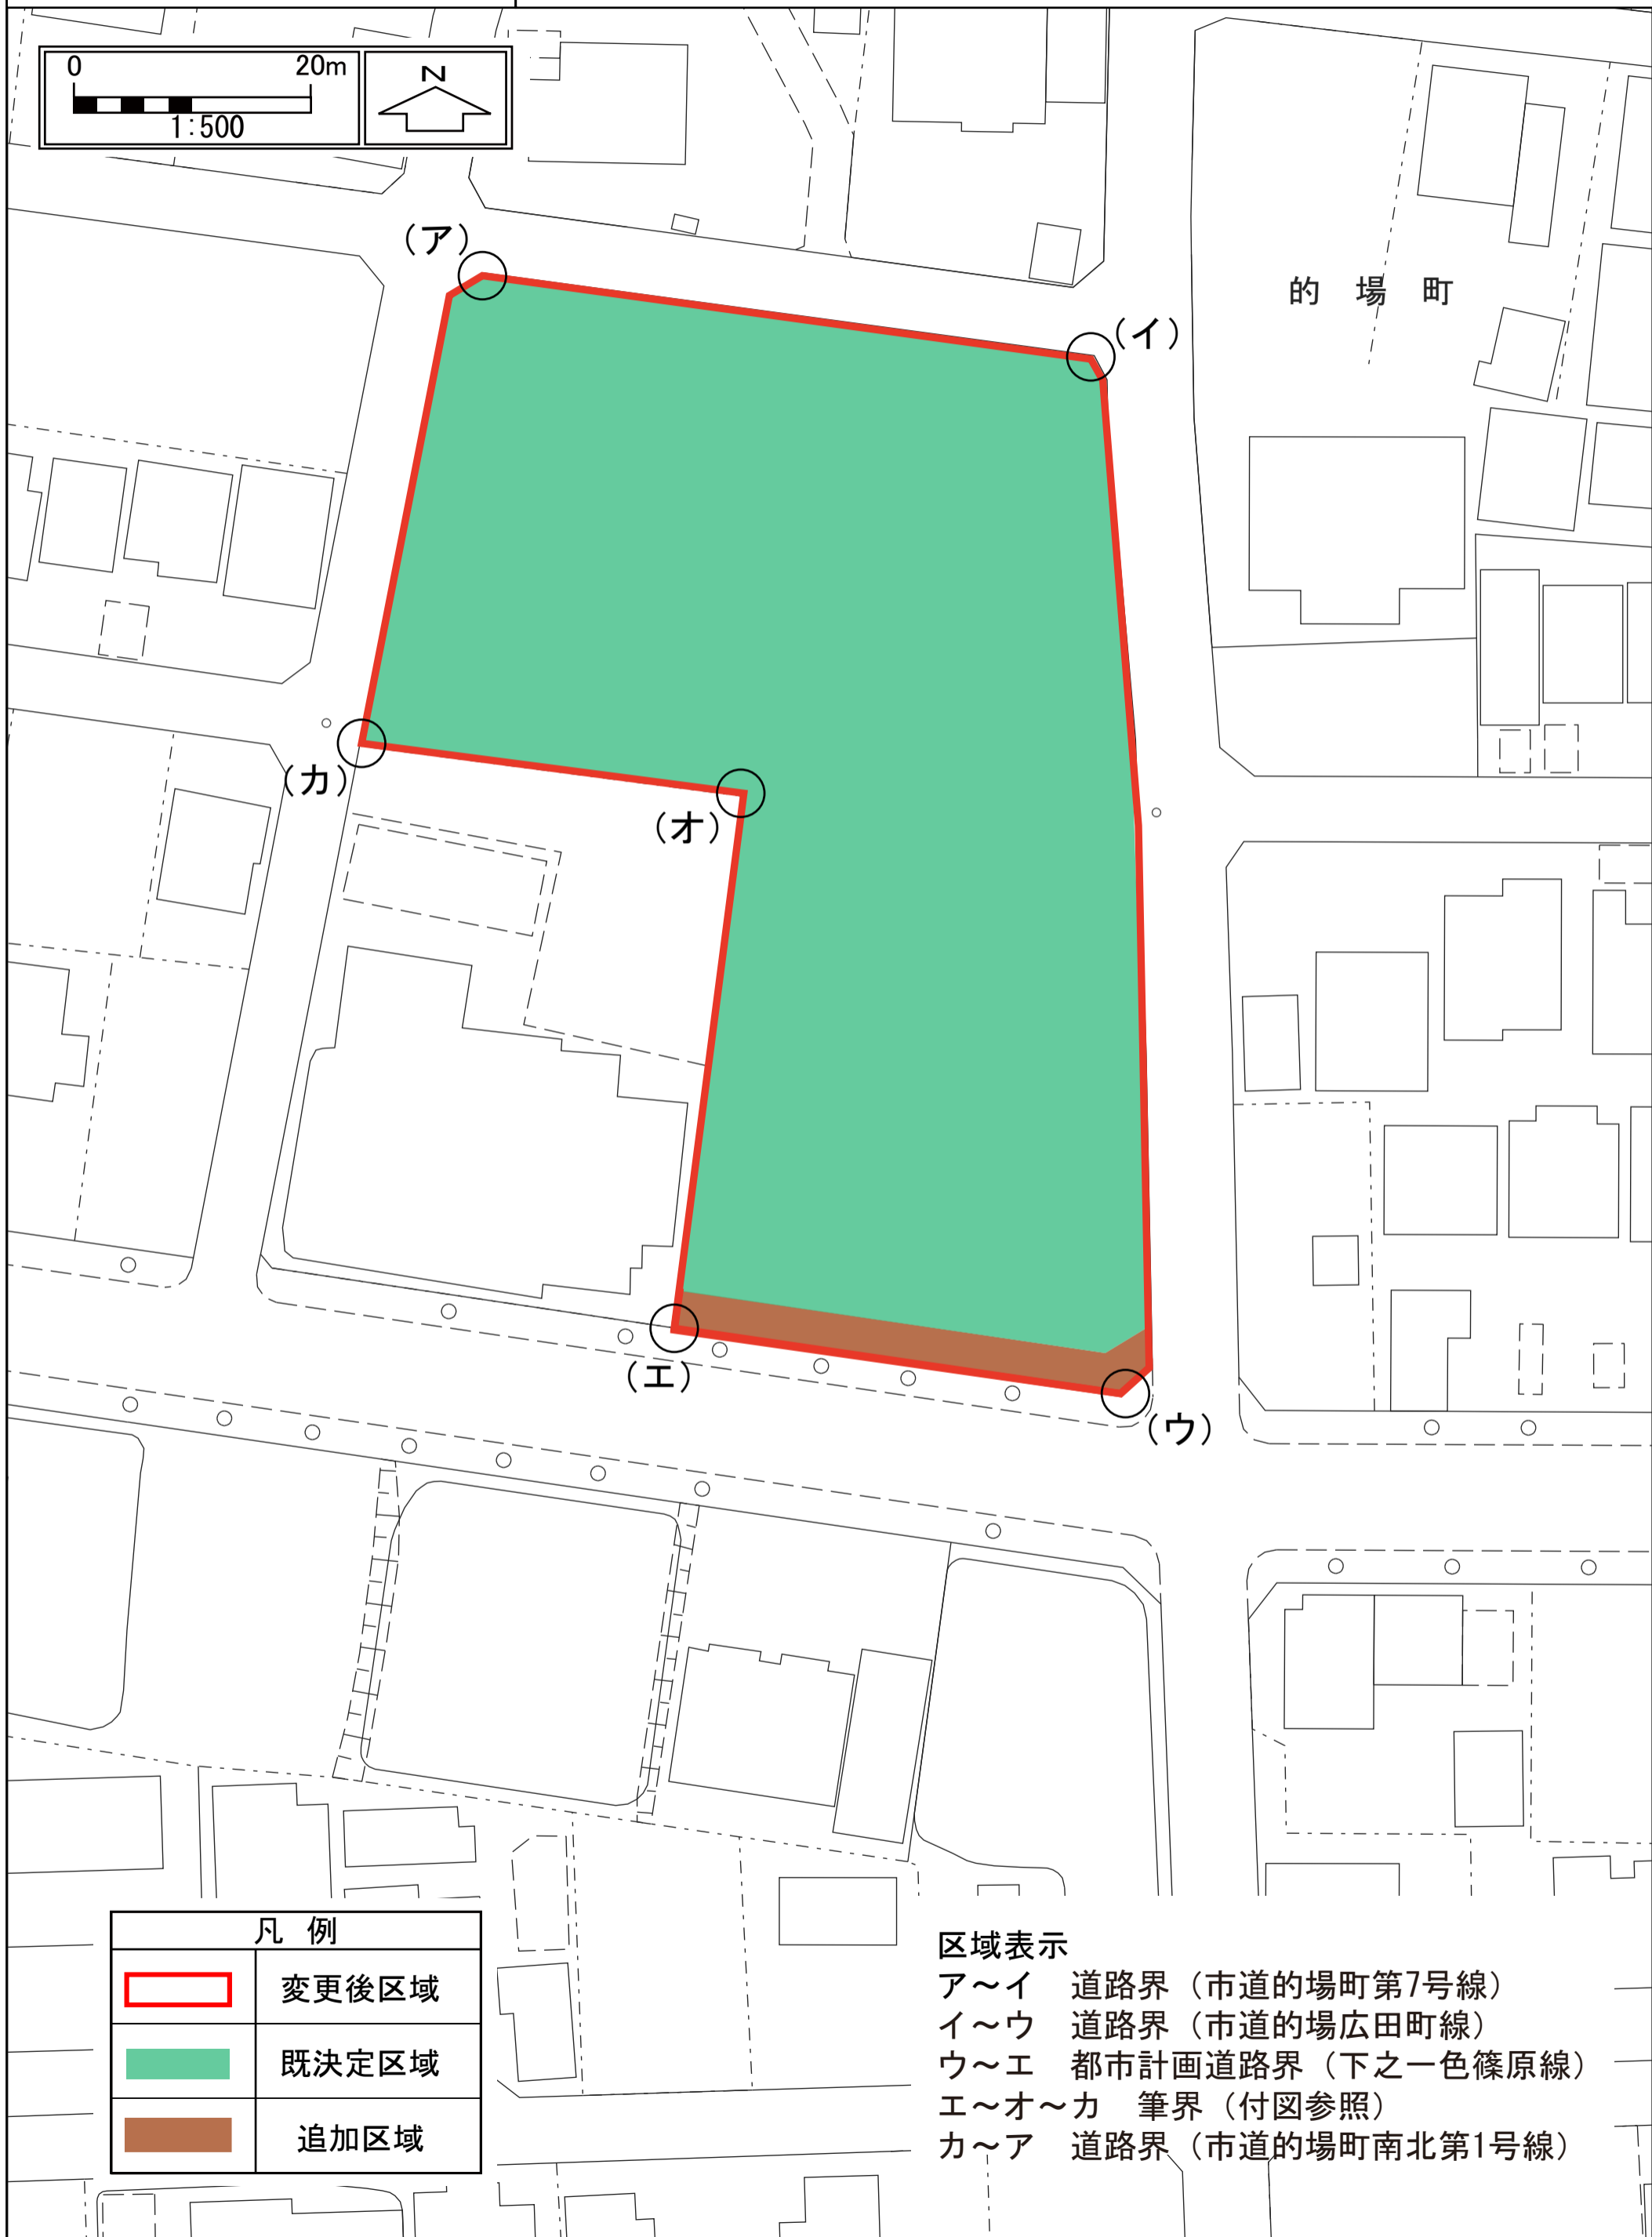 0 20m
1:500
N
（ア）
（イ）
的 場 町
（カ）
（オ）
（エ）
（ウ）
凡 例
変更後区域
既決定区域
追加区域
区域表示
ア～イ 道路界（市道的場町第7号線）
イ～ウ 道路界（市道的場広田町線）
ウ～エ 都市計画道路界（下之一色篠原線）
エ～オ～カ 筆界（付図参照）
カ～ア 道路界（市道的場町南北第1号線）